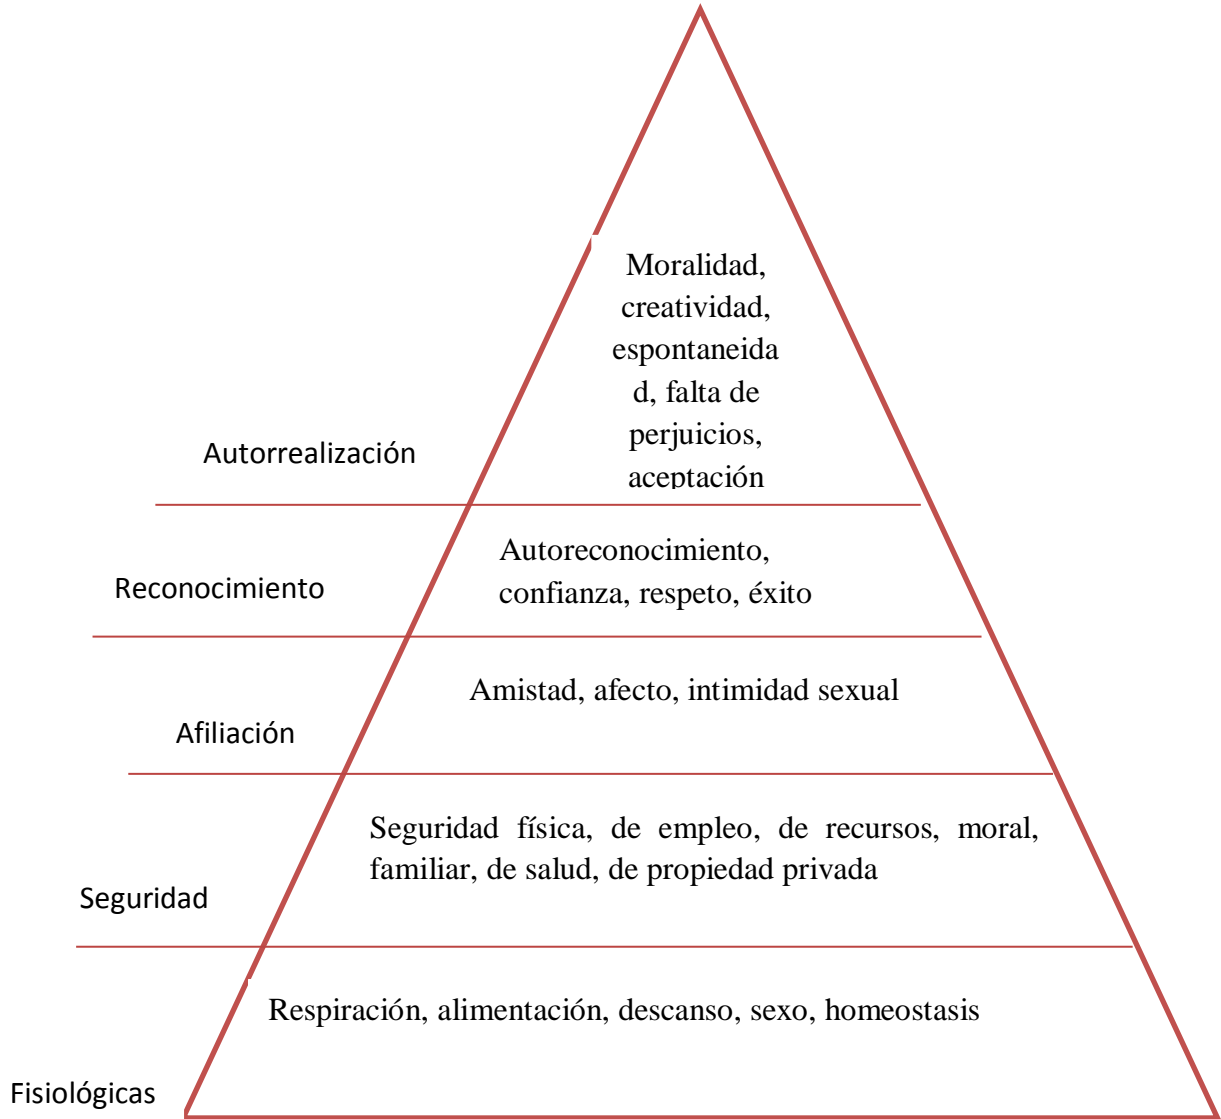 Moralidad,
creatividad,
espontaneida
d, falta de
perjuicios,
aceptación
Autorrealización
Autoreconocimiento,
confianza, respeto, éxito
Reconocimiento
Amistad, afecto, intimidad sexual
Afiliación
Seguridad física, de empleo, de recursos, moral,
familiar, de salud, de propiedad privada
Seguridad
Respiración, alimentación, descanso, sexo, homeostasis
Fisiológicas